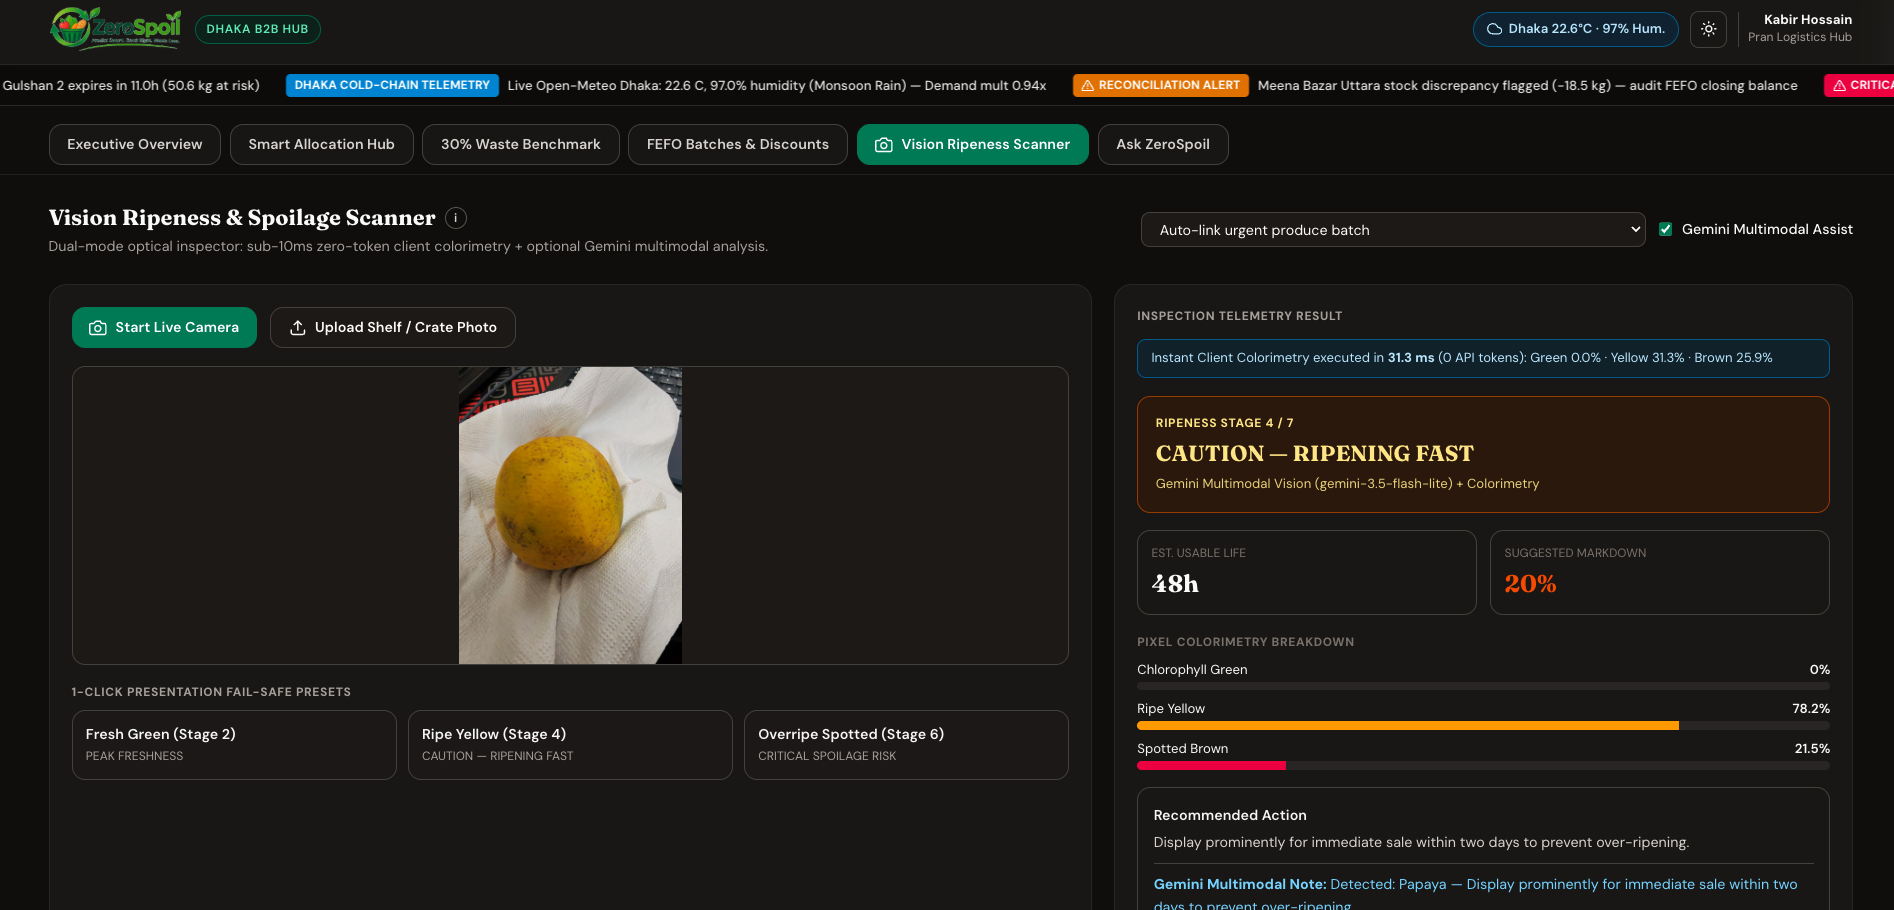 ZeroSpoil
DHAKA B2B HUB
Dhaka 22.6°C · 97% Hum.
Kabir Hossain
Pran Logistics Hub
Gulshan 2 expires in 11.0h (50.6 kg at risk)
DHAKA COLD-CHAIN TELEMETRY
Live Open-Meteo Dhaka: 22.6 C, 97.0% humidity (Monsoon Rain) — Demand mult 0.94x
RECONCILIATION ALERT
Meena Bazar Uttara stock discrepancy flagged (-18.5 kg) — audit FEFO closing balance
Executive Overview
Smart Allocation Hub
30% Waste Benchmark
FEFO Batches & Discounts
Vision Ripeness Scanner
Ask ZeroSpoil
Vision Ripeness & Spoilage Scanner
i
Dual-mode optical inspector: sub-10ms zero-token client colorimetry + optional Gemini multimodal analysis.
Auto-link urgent produce batch
Gemini Multimodal Assist
Start Live Camera
Upload Shelf / Crate Photo
1-CLICK PRESENTATION FAIL-SAFE PRESETS
Fresh Green (Stage 2)
PEAK FRESHNESS
Ripe Yellow (Stage 4)
CAUTION — RIPENING FAST
Overripe Spotted (Stage 6)
CRITICAL SPOILAGE RISK
INSPECTION TELEMETRY RESULT
Instant Client Colorimetry executed in 31.3 ms (0 API tokens): Green 0.0% · Yellow 31.3% · Brown 25.9%
RIPENESS STAGE 4 / 7
CAUTION — RIPENING FAST
Gemini Multimodal Vision (gemini-3.5-flash-lite) + Colorimetry
EST. USABLE LIFE
48h
SUGGESTED MARKDOWN
20%
PIXEL COLORIMETRY BREAKDOWN
Chlorophyll Green
0%
Ripe Yellow
78.2%
Spotted Brown
21.5%
Recommended Action
Display prominently for immediate sale within two days to prevent over-ripening.
Gemini Multimodal Note: Detected: Papaya — Display prominently for immediate sale within two
days to prevent over-ripening.